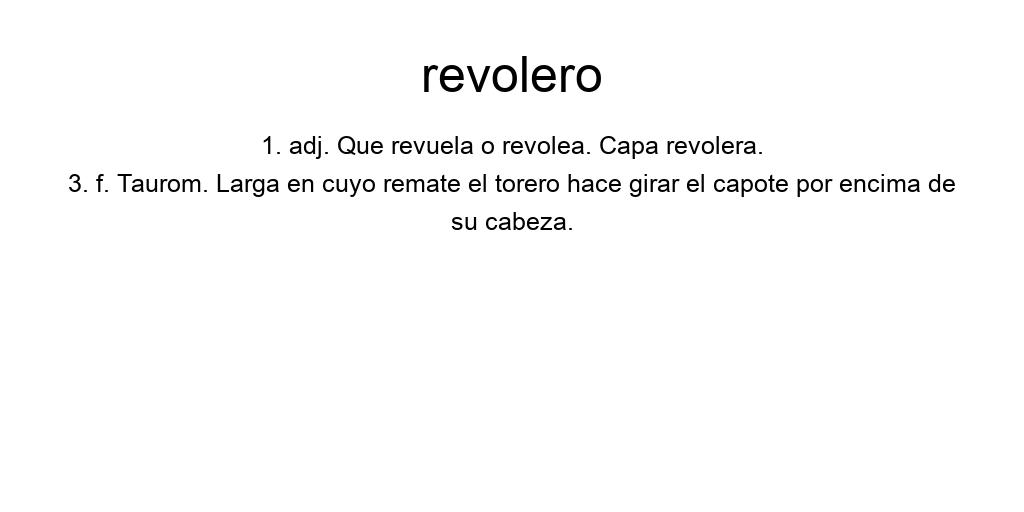 revolero
1. adj. Que revuela o revolea. Capa revolera.
3. f. Taurom. Larga en cuyo remate el torero hace girar el capote por encima de
su cabeza.